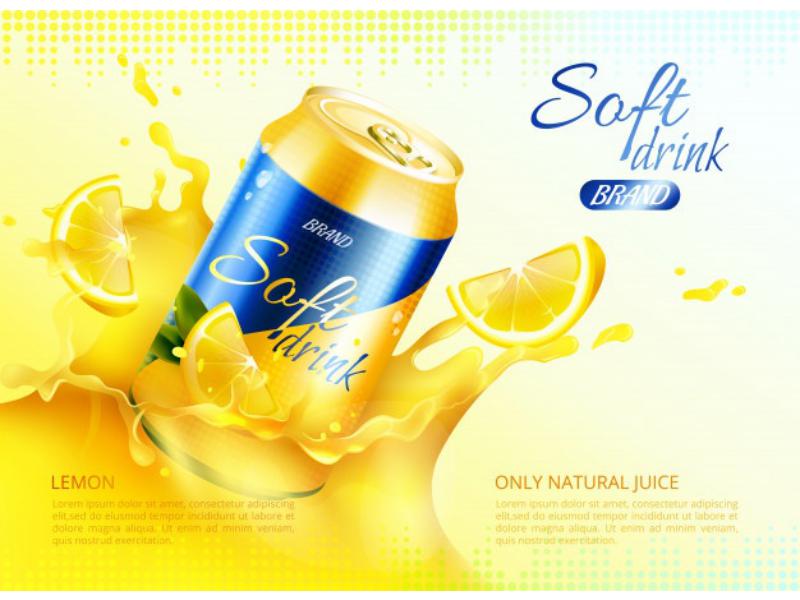 Soft
drink
BRAND
BRAND
Soft
drink
LEMON
Lorem ipsum dolor sit amet, consectetur adipiscing
elit,sed do eiusmod tempor incididunt ut labore et
dolore magna aliqua. Ut enim ad minim veniam,
quis nostrud exercitation.
ONLY NATURAL JUICE
Lorem ipsum dolor sit amet, consectetur adipiscing
elit,sed do eiusmod tempor incididunt ut labore et
dolore magna aliqua. Ut enim ad minim veniam,
quis nostrud exercitation.